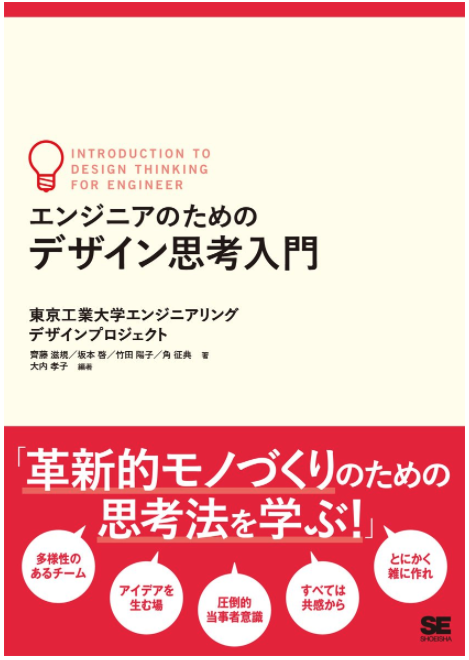 INTRODUCTION TO
DESIGN THINKING
FOR ENGINEER
エンジニアのための
デザイン思考入門
東京工業大学エンジニアリング
デザインプロジェクト
齊藤 滋規／坂本 啓／竹田 陽子／角 征典 著
大内 孝子 編著
「革新的モノづくりのための
思考法を学ぶ!」
多様性の
あるチーム
アイデアを
生む場
圧倒的
当事者意識
すべては
共感から
とにかく
雑に作れ
SE
SHOEISHA